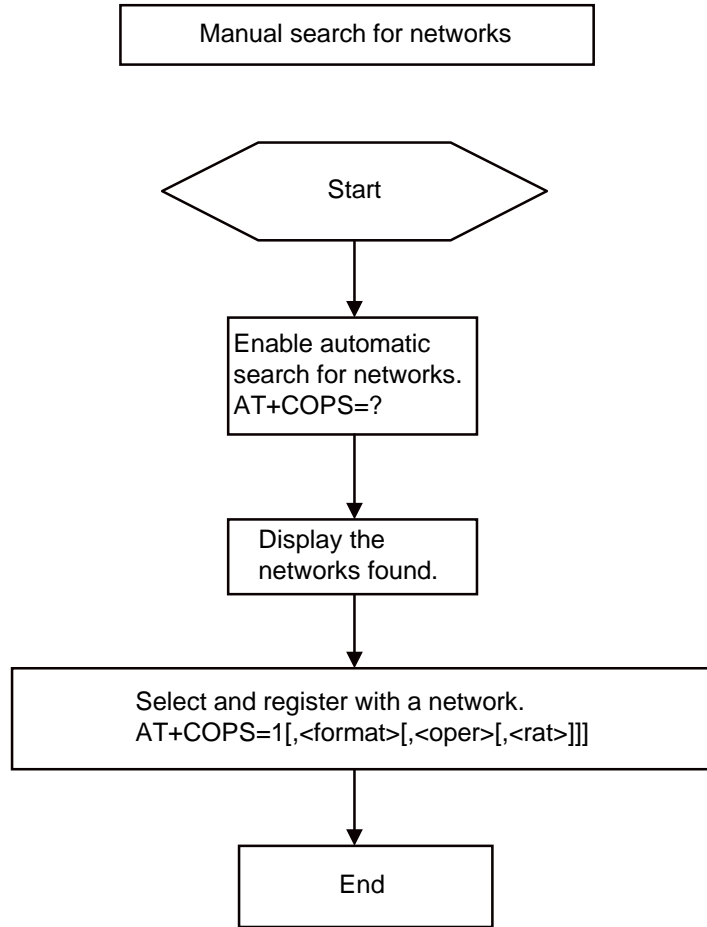 Manual search for networks
Start
Enable automatic
search for networks.
AT+COPS=?
Display the
networks found.
Select and register with a network.
AT+COPS=1[,<format>[,<oper>[,<rat>]]]
End